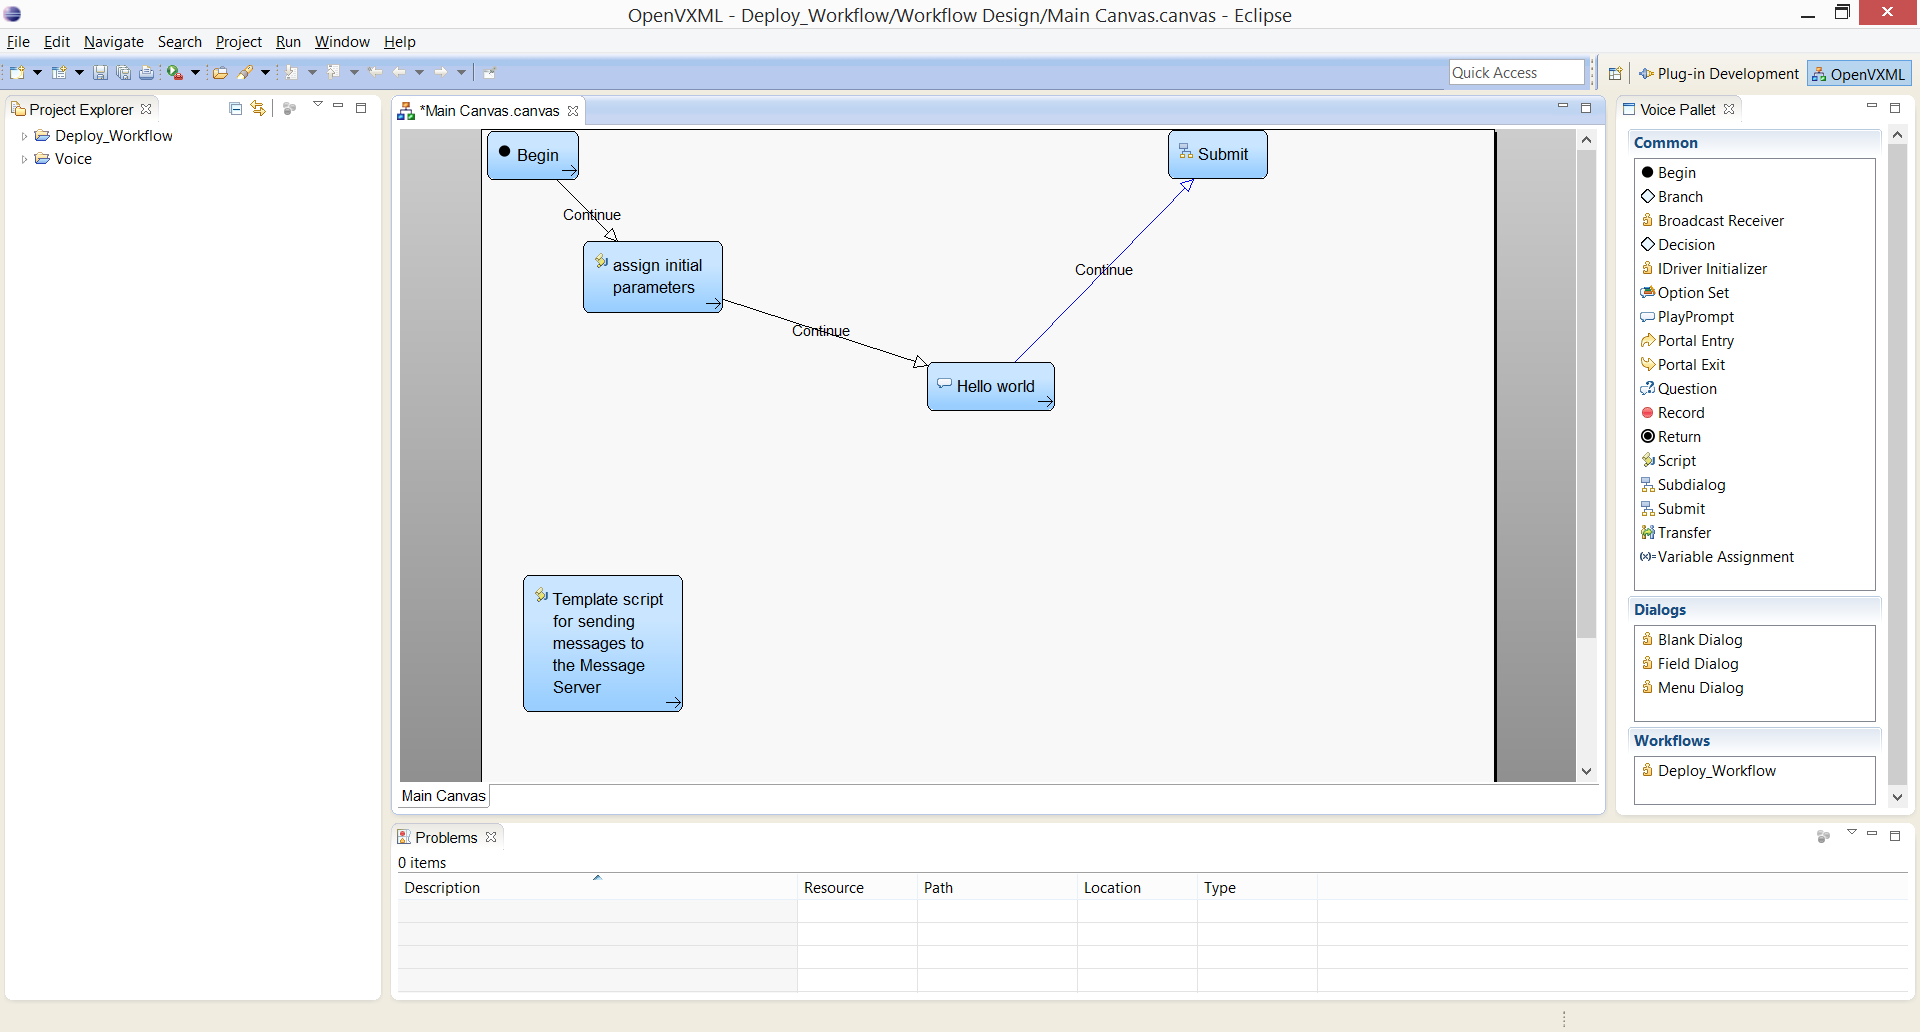 OpenVXML - Deploy_Workflow/Workflow Design/Main Canvas.canvas - Eclipse
File Edit Navigate Search Project Run Window Help
Quick Access
Plug-in Development
OpenVXML
Project Explorer
Deploy_Workflow
Voice
*Main Canvas.canvas
Begin
Submit
Continue
assign initial
parameters
Continue
Continue
Hello world
Template script
for sending
messages to
the Message
Server
Main Canvas
Voice Pallet
Common
Begin
Branch
Broadcast Receiver
Decision
IDriver Initializer
Option Set
PlayPrompt
Portal Entry
Portal Exit
Question
Record
Return
Script
Subdialog
Submit
Transfer
Variable Assignment
Dialogs
Blank Dialog
Field Dialog
Menu Dialog
Workflows
Deploy_Workflow
Problems
0 items
Description Resource Path Location Type